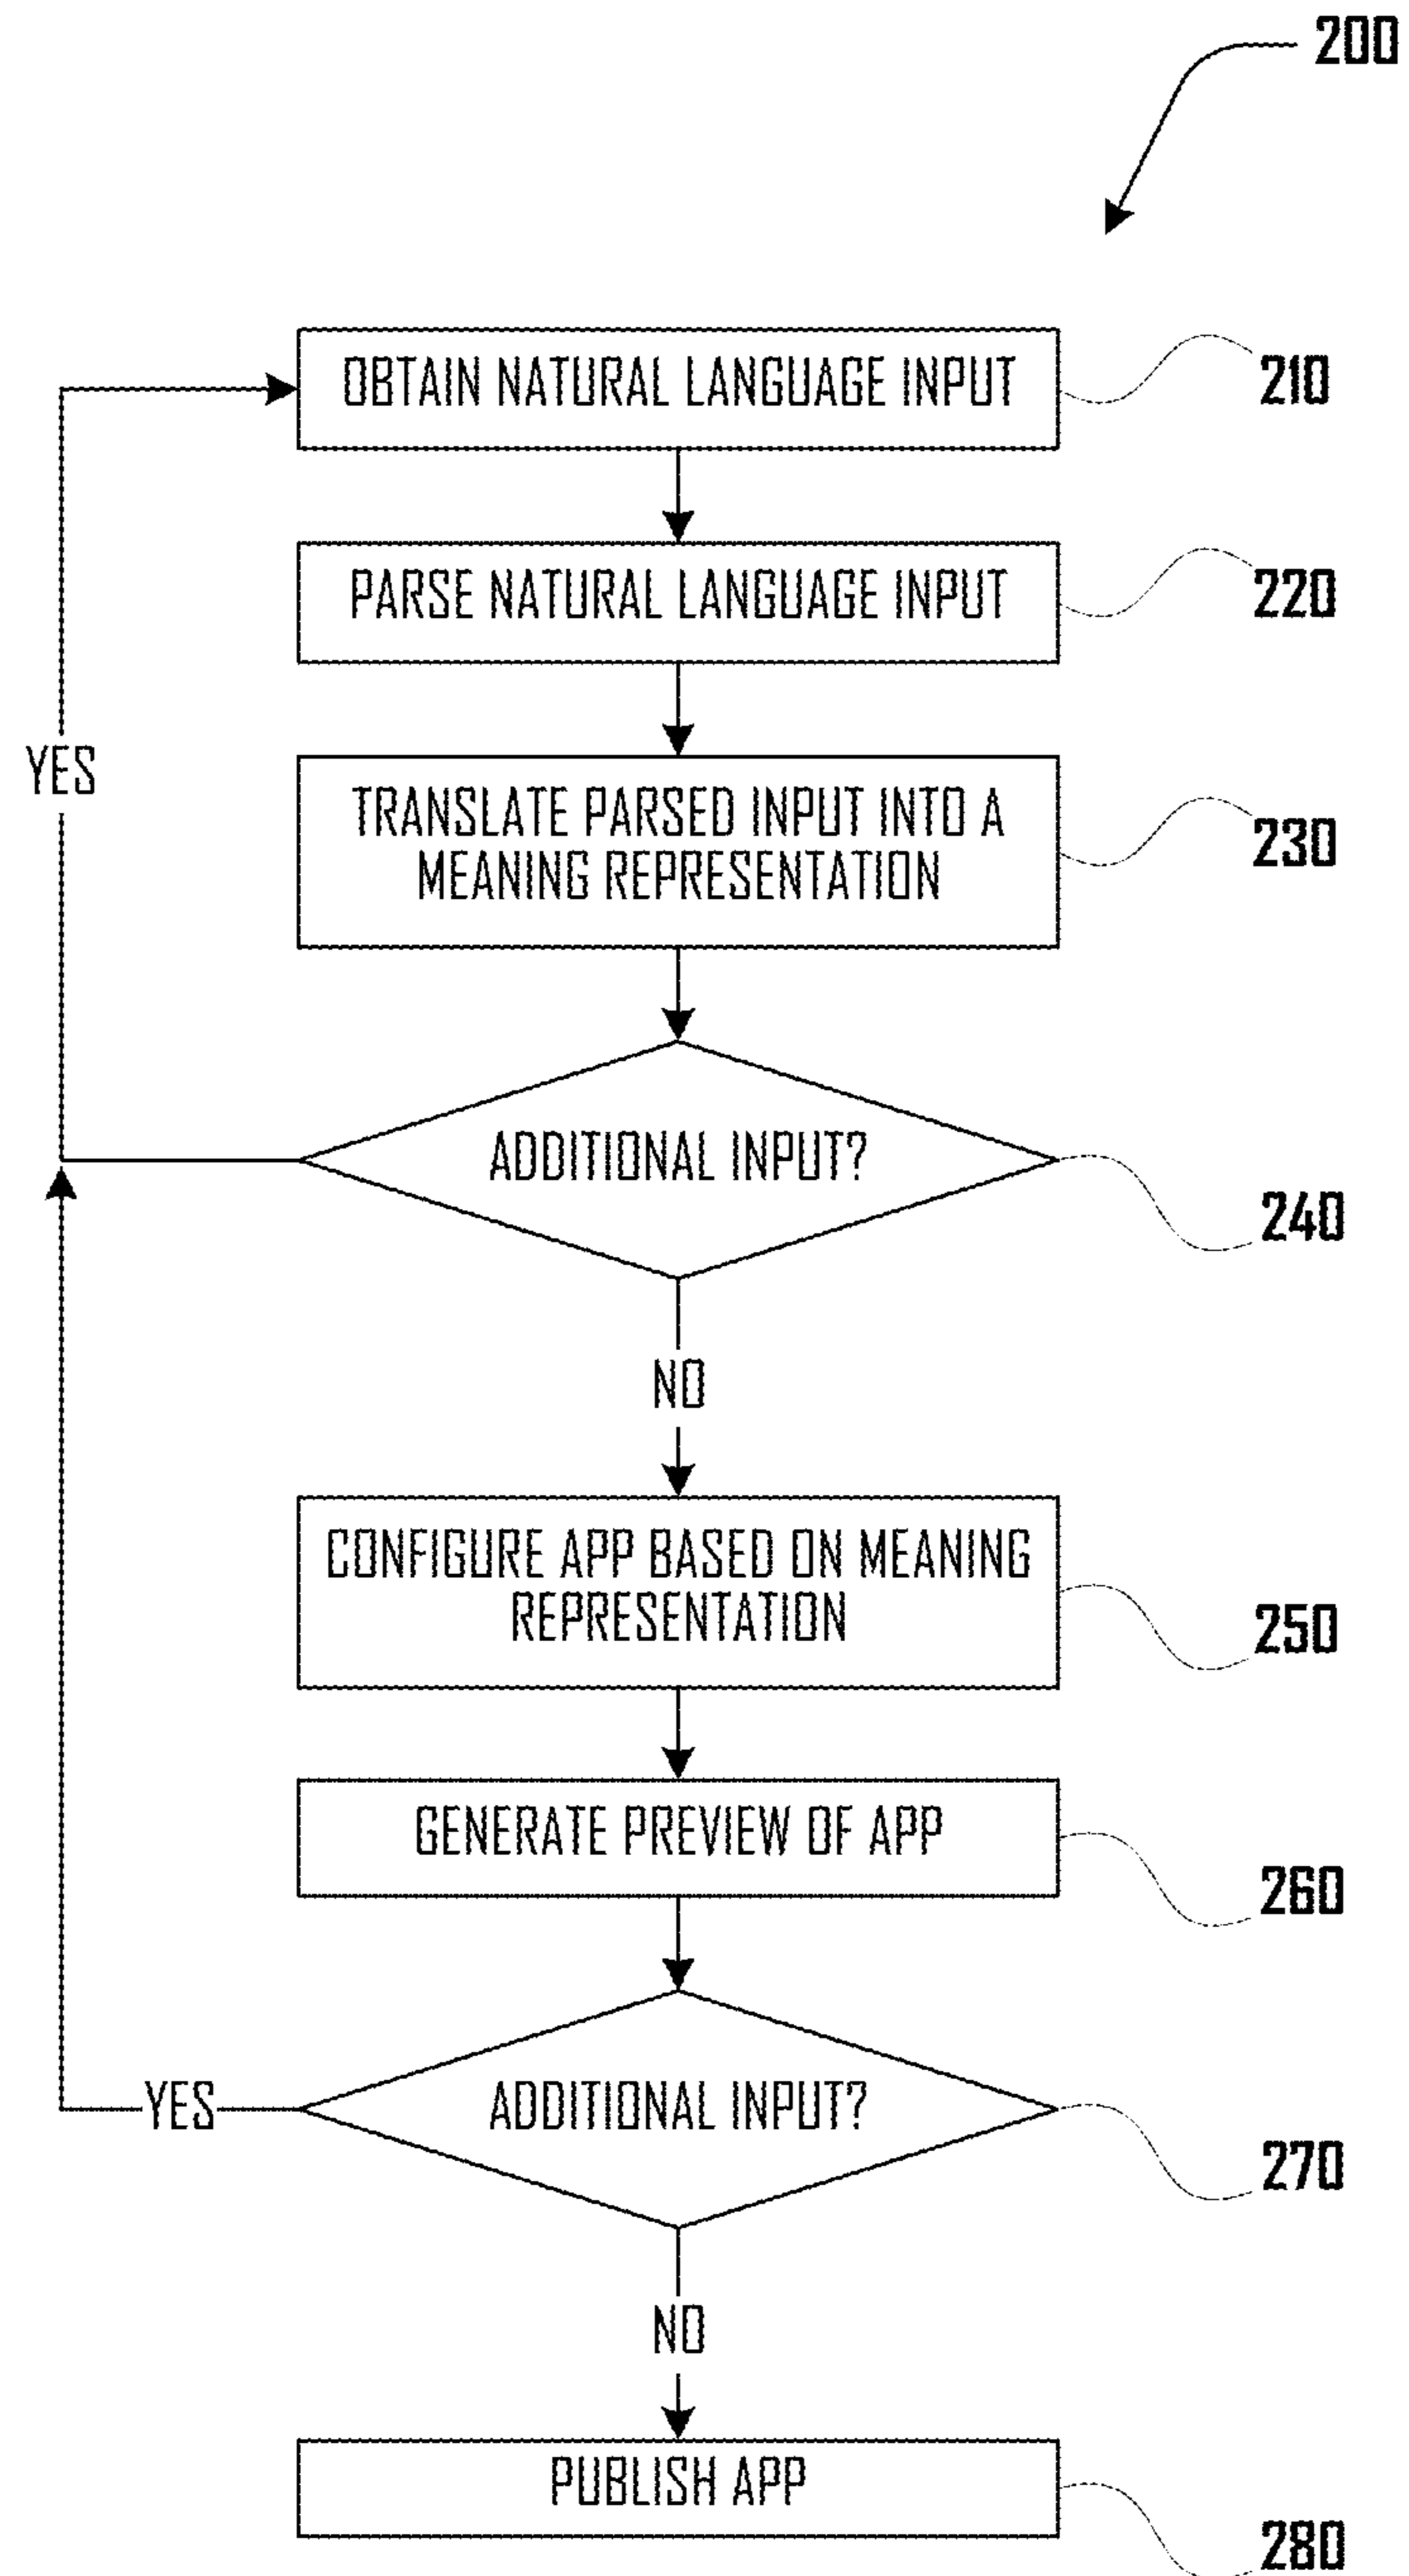 200
OBTAIN NATURAL LANGUAGE INPUT
210
PARSE NATURAL LANGUAGE INPUT
220
YES
TRANSLATE PARSED INPUT INTO A
MEANING REPRESENTATION
230
ADDITIONAL INPUT?
240
NO
CONFIGURE APP BASED ON MEANING
REPRESENTATION
250
GENERATE PREVIEW OF APP
260
YES
ADDITIONAL INPUT?
270
NO
PUBLISH APP
280